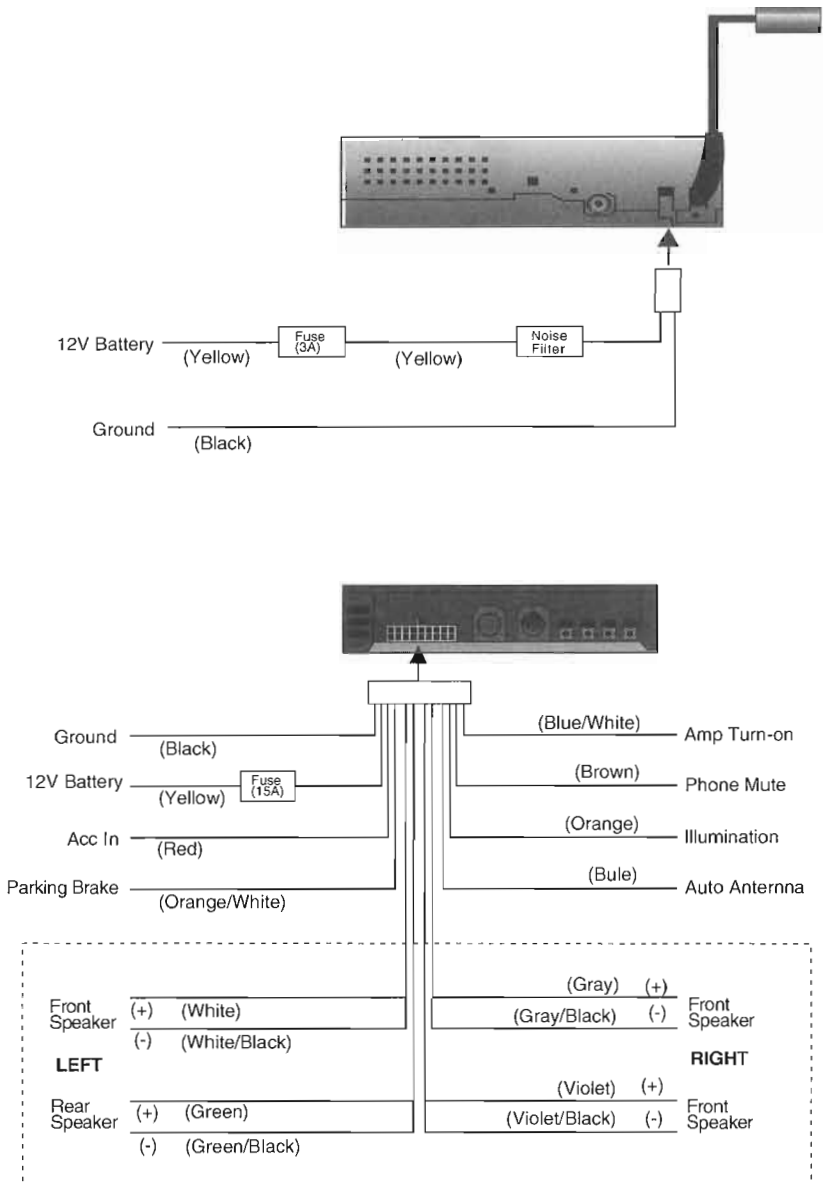 12V Battery (Yellow) Fuse (3A) (Yellow) Noise Filter
Ground (Black)
Ground (Black)
(Blue/White) Amp Turn-on
12V Battery (Yellow) Fuse (15A)
(Brown) Phone Mute
Acc In (Red)
(Orange) Illumination
Parking Brake (Orange/White)
(Bule) Auto Anternna
Front Speaker (+) (White)
(-) (White/Black)
LEFT
Rear Speaker (+) (Green)
(-) (Green/Black)
(Gray) (+) Front Speaker
(Gray/Black) (-)
RIGHT
(Violet) (+) Front Speaker
(Violet/Black) (-)